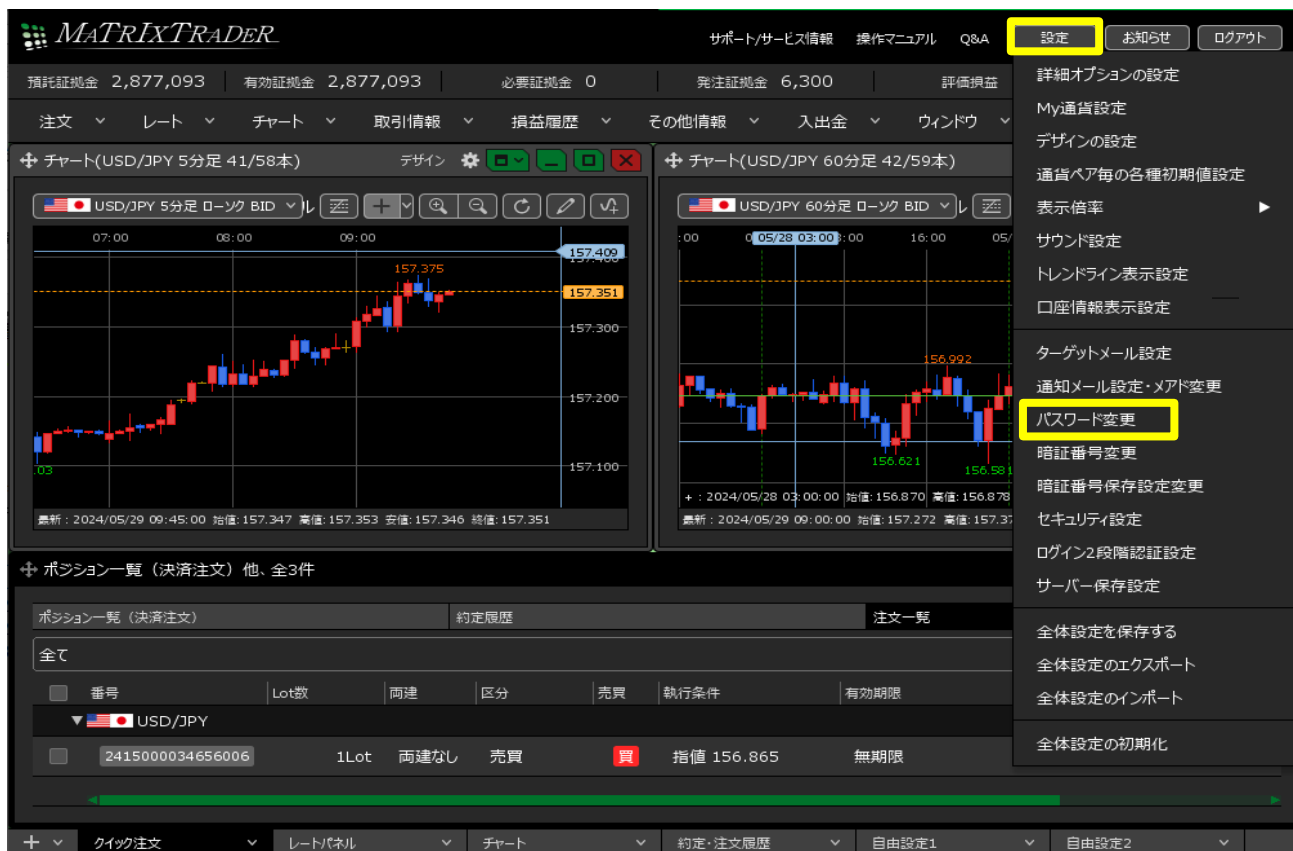 MATRIXTRADER
サポート/サービス情報 操作マニュアル Q&A 設定 お知らせ ログアウト
預託証拠金 2,877,093 有効証拠金 2,877,093 必要証拠金 0 発注証拠金 6,300 評価損益
注文 レート チャート 取引情報 損益履歴 その他情報 入出金 ウィンドウ
詳細オプションの設定
My通貨設定
デザインの設定
通貨ペア毎の各種初期値設定
表示倍率
サウンド設定
トレンドライン表示設定
口座情報表示設定
ターゲットメール設定
通知メール設定・メアド変更
パスワード変更
暗証番号変更
暗証番号保存設定変更
セキュリティ設定
ログイン2段階認証設定
サーバー保存設定
全体設定を保存する
全体設定のエクスポート
全体設定のインポート
全体設定の初期化
チャート(USD/JPY 5分足 41/58本) デザイン
USD/JPY 5分足 ローソク BID
07:00 08:00 09:00
157.409
157.375
157.351
157.300
157.200
157.100
.03
最新：2024/05/29 09:45:00 始値:157.347 高値:157.353 安値:157.346 終値:157.351
チャート(USD/JPY 60分足 42/59本)
USD/JPY 60分足 ローソク BID
:00 05/28 03:00 :00 16:00 05/
156.992
156.621
156.581
+：2024/05/28 03:00:00 始値:156.870 高値:156.878
最新：2024/05/29 09:00:00 始値:157.272 高値:157.37
ポジション一覧（決済注文）他、全3件
ポジション一覧（決済注文） 約定履歴 注文一覧
全て
番号 Lot数 両建 区分 売買 執行条件 有効期限
USD/JPY
2415000034656006 1Lot 両建なし 売買 買 指値 156.865 無期限
クイック注文 レートパネル チャート 約定・注文履歴 自由設定1 自由設定2